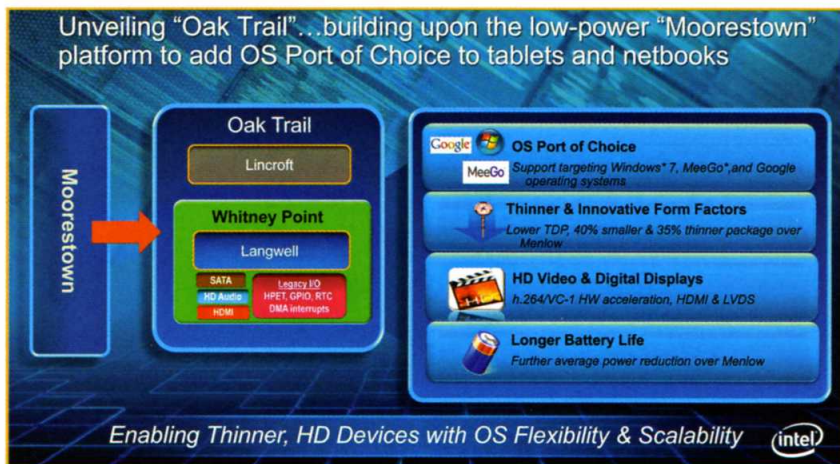 Unveiling “Oak Trail”...building upon the low-power “Moorestown”
platform to add OS Port of Choice to tablets and netbooks
Moorestown
Oak Trail
Lincroft
Whitney Point
Langwell
SATA
HD Audio
HDMI
Legacy I/O
HPET, GPIO, RTC
DMA interrupts
Google
MeeGo
OS Port of Choice
Support targeting Windows* 7, MeeGo*,and Google
operating systems
Thinner & Innovative Form Factors
Lower TDP, 40% smaller & 35% thinner package over
Menlow
HD Video & Digital Displays
h.264/VC-1 HW acceleration, HDMI & LVDS
Longer Battery Life
Further average power reduction over Menlow
Enabling Thinner, HD Devices with OS Flexibility & Scalability
intel